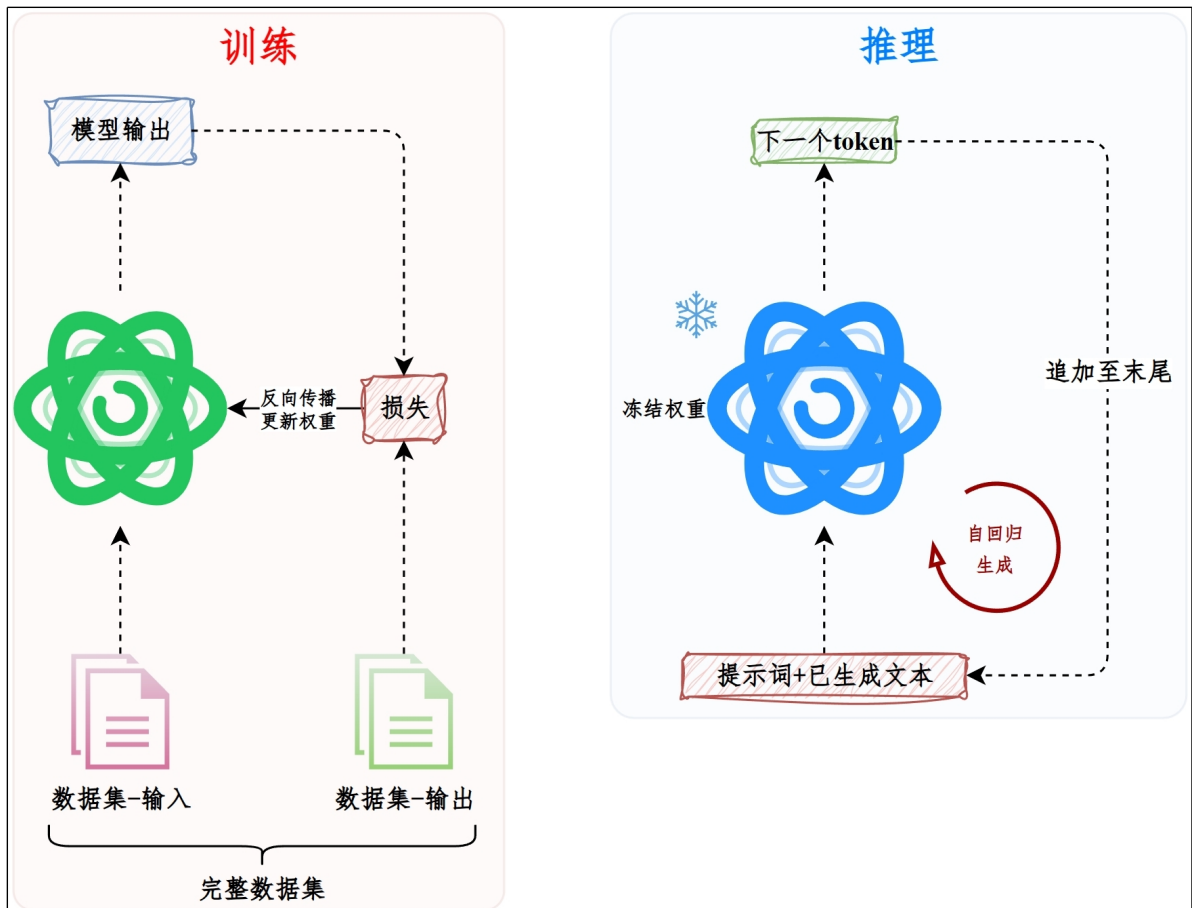 训练
模型输出
反向传播
更新权重
损失
数据集-输入
数据集-输出
完整数据集
推理
下一个token
冻结权重
追加至末尾
自回归
生成
提示词+已生成文本